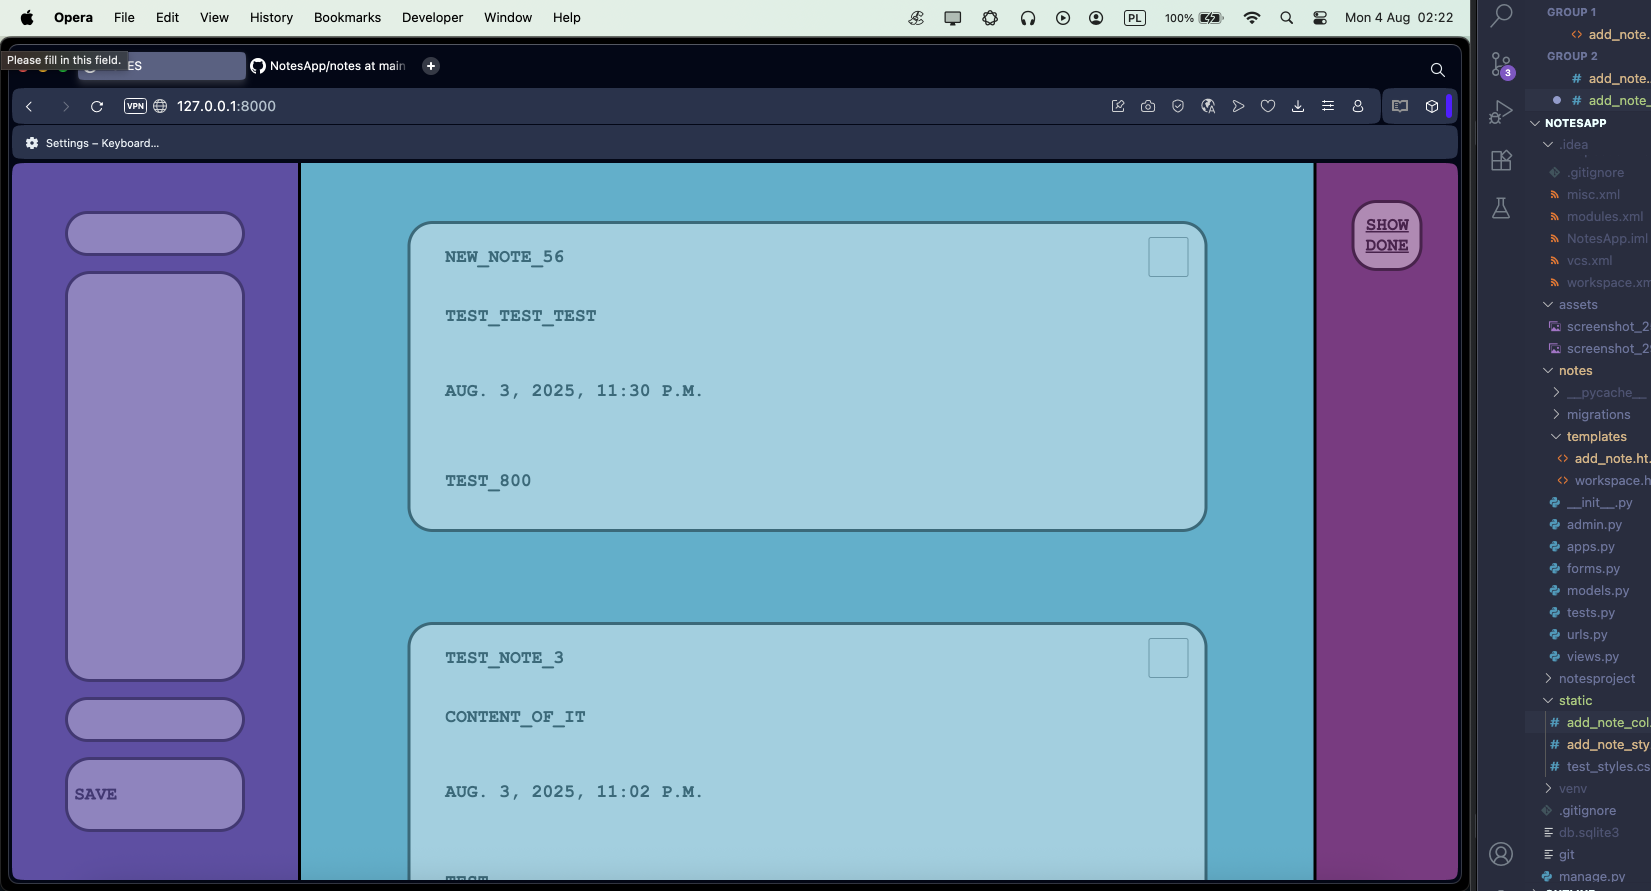 Opera File Edit View History Bookmarks Developer Window Help PL 100% Mon 4 Aug 02:22
Please fill in this field.
ES
NotesApp/notes at main
VPN 127.0.0.1:8000
Settings – Keyboard...
SAVE
NEW_NOTE_56
TEST_TEST_TEST
AUG. 3, 2025, 11:30 P.M.
TEST_800
TEST_NOTE_3
CONTENT_OF_IT
AUG. 3, 2025, 11:02 P.M.
TEST
SHOW
DONE
3
GROUP 1
add_note.
GROUP 2
add_note.
add_note_
NOTESAPP
.idea
.gitignore
misc.xml
modules.xml
NotesApp.iml
vcs.xml
workspace.xm
assets
screenshot_2
screenshot_2
notes
__pycache__
migrations
templates
add_note.ht.
workspace.h
__init__.py
admin.py
apps.py
forms.py
models.py
tests.py
urls.py
views.py
notesproject
static
add_note_col.
add_note_sty
test_styles.cs
venv
.gitignore
db.sqlite3
git
manage.py